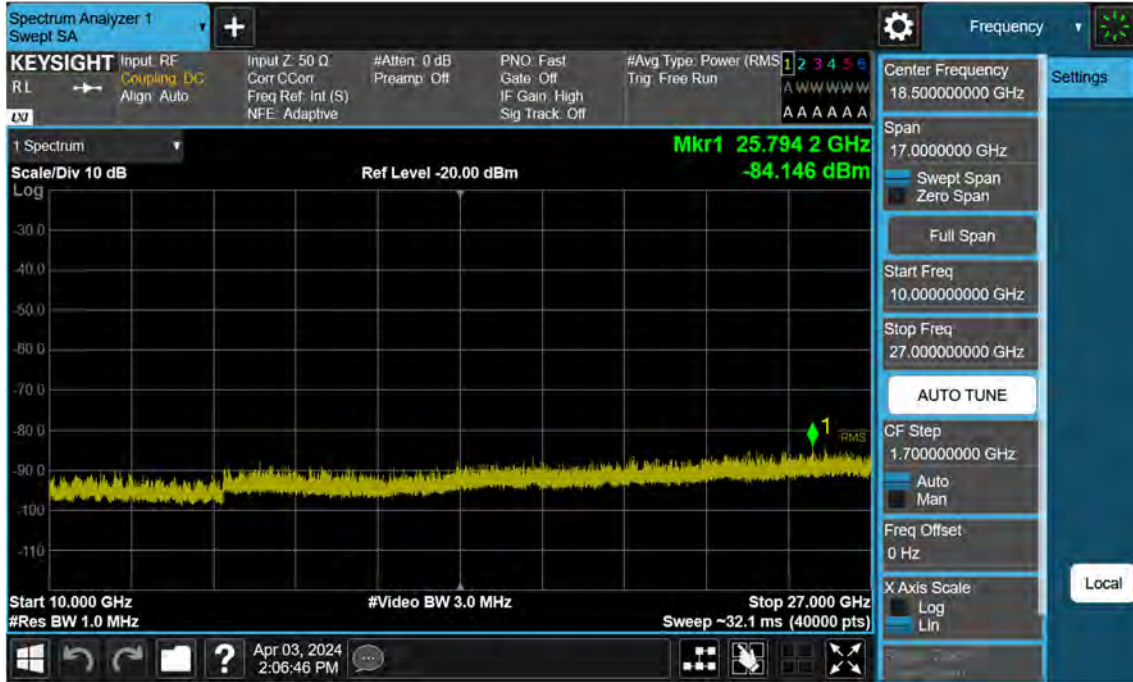 Spectrum Analyzer 1
Swept SA
Frequency
KEYSIGHT
RL
LXI
Input: RF
Coupling: DC
Align: Auto
Input Z: 50 Ω
Corr CCorr
Freq Ref: Int (S)
NFE: Adaptive
#Atten: 0 dB
Preamp: Off
PNO: Fast
Gate: Off
IF Gain: High
Sig Track: Off
#Avg Type: Power (RMS
Trig: Free Run
1 2 3 4 5 6
A W W W W W
A A A A A A
1 Spectrum
Mkr1 25.794 2 GHz
Scale/Div 10 dB
Ref Level -20.00 dBm
-84.146 dBm
Log
-30.0
-40.0
-50.0
-60.0
-70.0
-80.0
-90.0
-100
-110
1
RMS
Start 10.000 GHz
#Video BW 3.0 MHz
Stop 27.000 GHz
#Res BW 1.0 MHz
Sweep ~32.1 ms (40000 pts)
?
Apr 03, 2024
2:06:46 PM
Center Frequency
18.500000000 GHz
Settings
Span
17.0000000 GHz
Swept Span
Zero Span
Full Span
Start Freq
10.000000000 GHz
Stop Freq
27.000000000 GHz
AUTO TUNE
CF Step
1.700000000 GHz
Auto
Man
Freq Offset
0 Hz
X Axis Scale
Log
Lin
Local